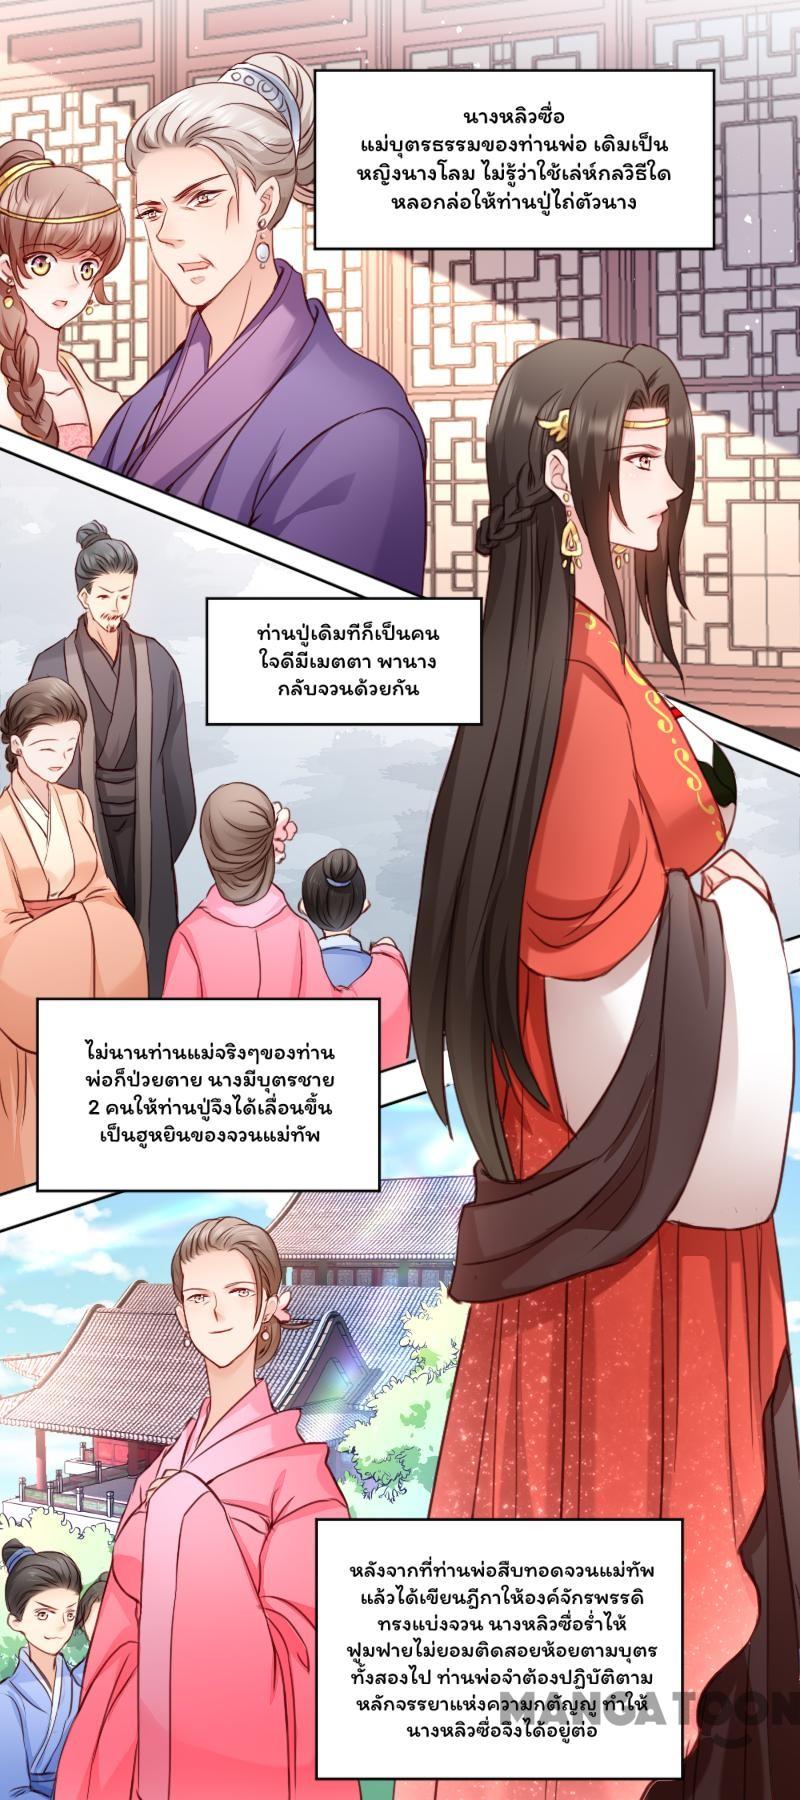 นางหลิวซื่อ
แม่บุตรธรรมของท่านพ่อ เดิมเป็น
หญิงนางโลม ไม่รู้ว่าใช้เล่ห์กลวิธีใด
หลอกล่อให้ท่านปู่ไถ่ตัวนาง
ท่านปู่เดิมทีก็เป็นคน
ใจดีมีเมตตา พานาง
กลับจวนด้วยกัน
ไม่นานท่านแม่จริงๆของท่าน
พ่อก็ป่วยตาย นางมีบุตรชาย
2 คนให้ท่านปู่จึงได้เลื่อนขึ้น
เป็นฮูหยินของจวนแม่ทัพ
หลังจากที่ท่านพ่อสืบทอดจวนแม่ทัพ
แล้วได้เขียนฎีกาให้องค์จักรพรรดิ
ทรงแบ่งจวน นางหลิวซื่อร่ำไห้
ฟูมฟายไม่ยอมติดสอยห้อยตามบุตร
ทั้งสองไป ท่านพ่อจำต้องปฏิบัติตาม
หลักจรรยาแห่งความกตัญญู ทำให้
นางหลิวซื่อจึงได้อยู่ต่อ
MANGATOON